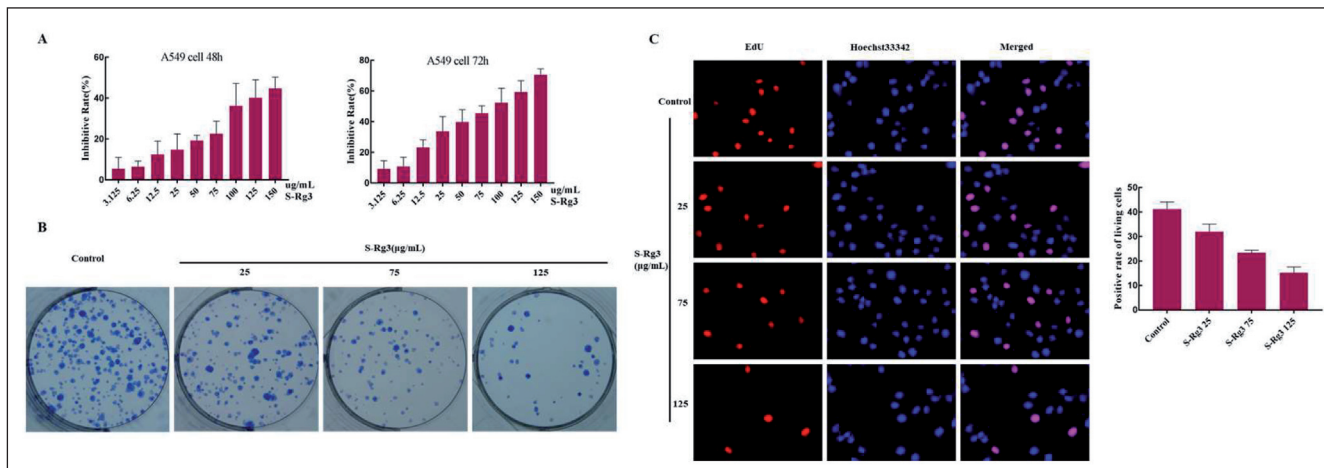 A
A549 cell 48h
Inhibitive Rate(%)
60
40
20
0
3.125
6.25
12.5
25
50
75
100
125
150
ug/mL
S-Rg3
A549 cell 72h
Inhibitive Rate(%)
80
60
40
20
0
3.125
6.25
12.5
25
50
75
100
125
150
ug/mL
S-Rg3
B
S-Rg3(μg/mL)
Control
25
75
125
C
EdU
Hoechst33342
Merged
Control
25
S-Rg3
(μg/mL)
75
125
Positive rate of living cells
50
40
30
20
10
0
Control
S-Rg3 25
S-Rg3 75
S-Rg3 125